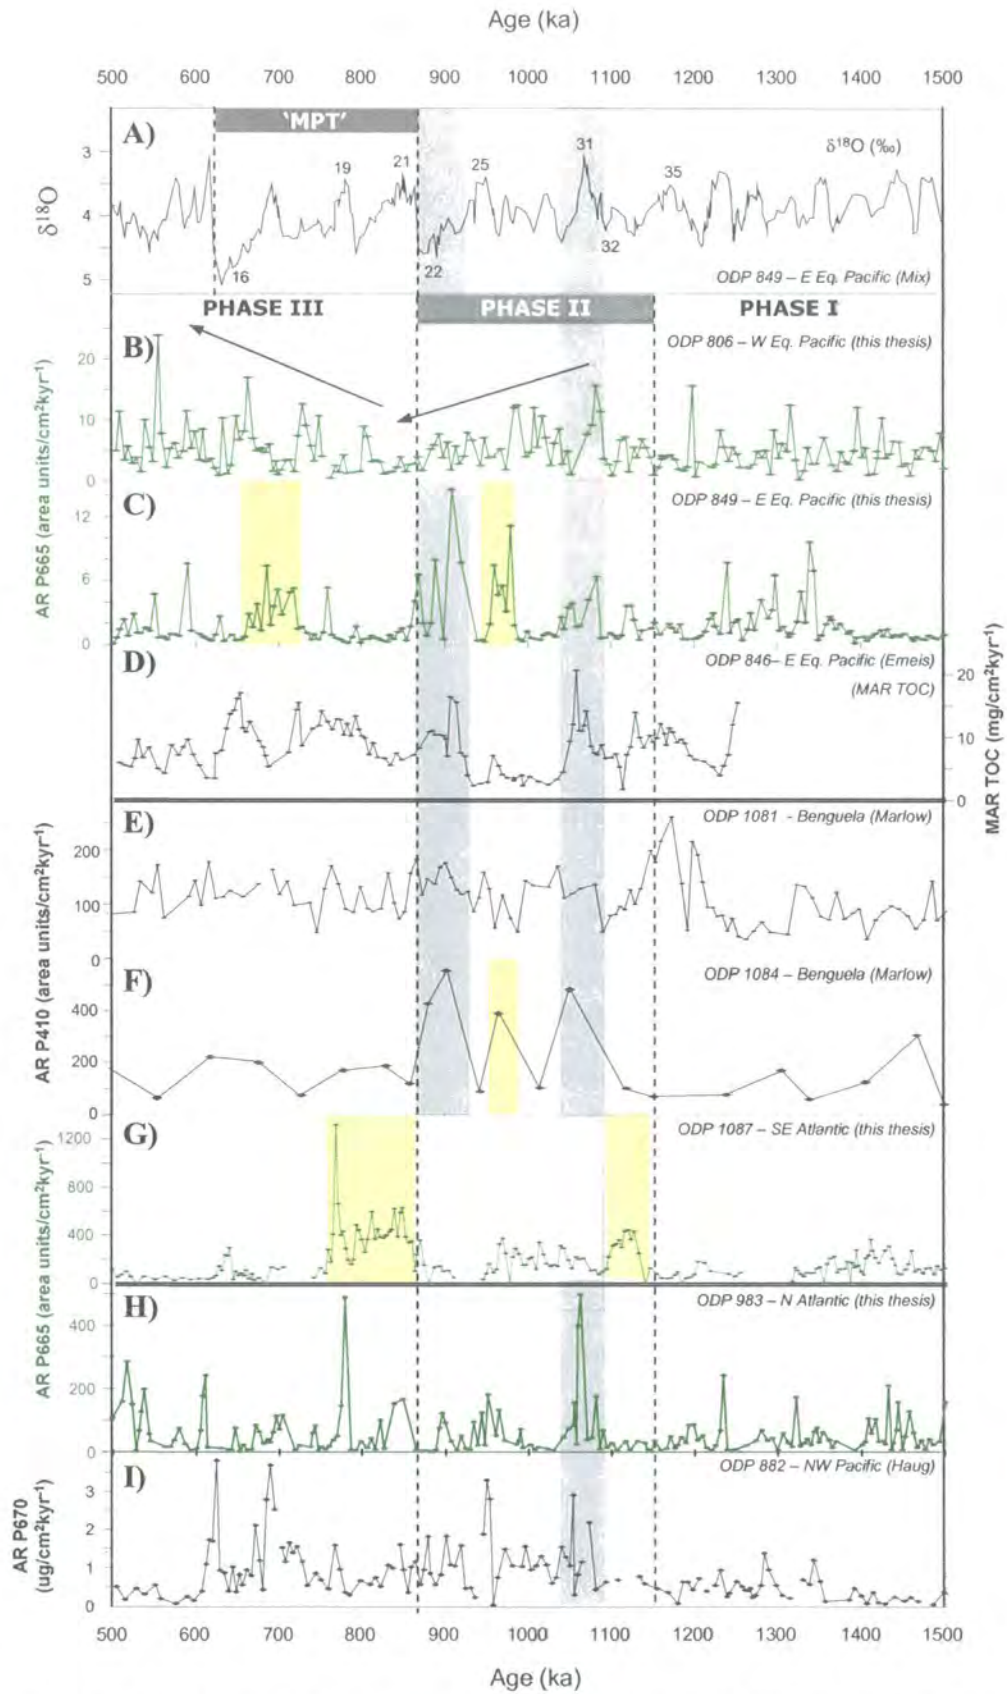 Age (ka)
500 600 700 800 900 1000 1100 1200 1300 1400 1500
'MPT'
A)
δ¹⁸O (‰)
δ¹⁸O
3
4
5
16
19
21
22
25
31
32
35
ODP 849 – E Eq. Pacific (Mix)
PHASE III
PHASE II
PHASE I
B)
ODP 806 – W Eq. Pacific (this thesis)
20
10
0
AR P665 (area units/cm²kyr⁻¹)
C)
ODP 849 – E Eq. Pacific (this thesis)
12
6
0
D)
ODP 846– E Eq. Pacific (Emeis)
(MAR TOC)
20
10
0
MAR TOC (mg/cm²kyr⁻¹)
E)
ODP 1081 - Benguela (Marlow)
200
100
0
AR P410 (area units/cm²kyr⁻¹)
F)
ODP 1084 – Benguela (Marlow)
400
200
0
G)
ODP 1087 – SE Atlantic (this thesis)
1200
800
400
0
AR P665 (area units/cm²kyr⁻¹)
H)
ODP 983 – N Atlantic (this thesis)
400
200
0
I)
ODP 882 – NW Pacific (Haug)
3
2
1
0
AR P670
(ug/cm²kyr⁻¹)
500 600 700 800 900 1000 1100 1200 1300 1400 1500
Age (ka)